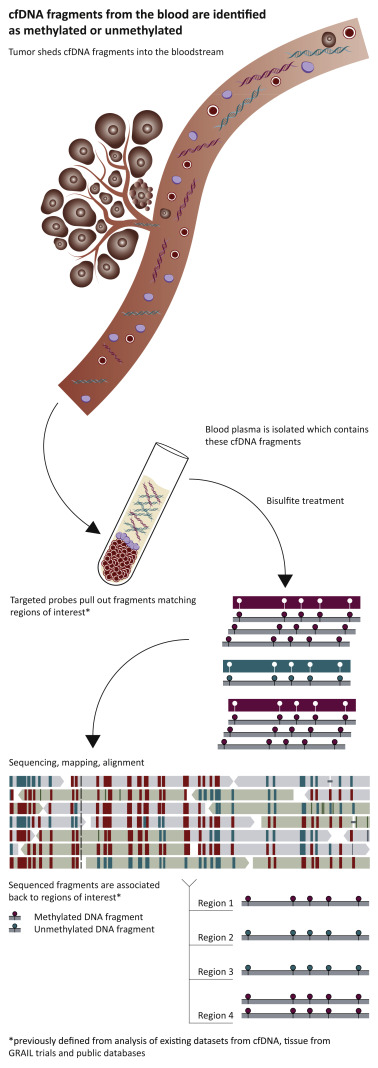 cfDNA fragments from the blood are identified
as methylated or unmethylated
Tumor sheds cfDNA fragments into the bloodstream
Blood plasma is isolated which contains
these cfDNA fragments
Bisulfite treatment
Targeted probes pull out fragments matching
regions of interest*
Sequencing, mapping, alignment
Sequenced fragments are associated
back to regions of interest*
Methylated DNA fragment
Unmethylated DNA fragment
Region 1
Region 2
Region 3
Region 4
*previously defined from analysis of existing datasets from cfDNA, tissue from
GRAIL trials and public databases